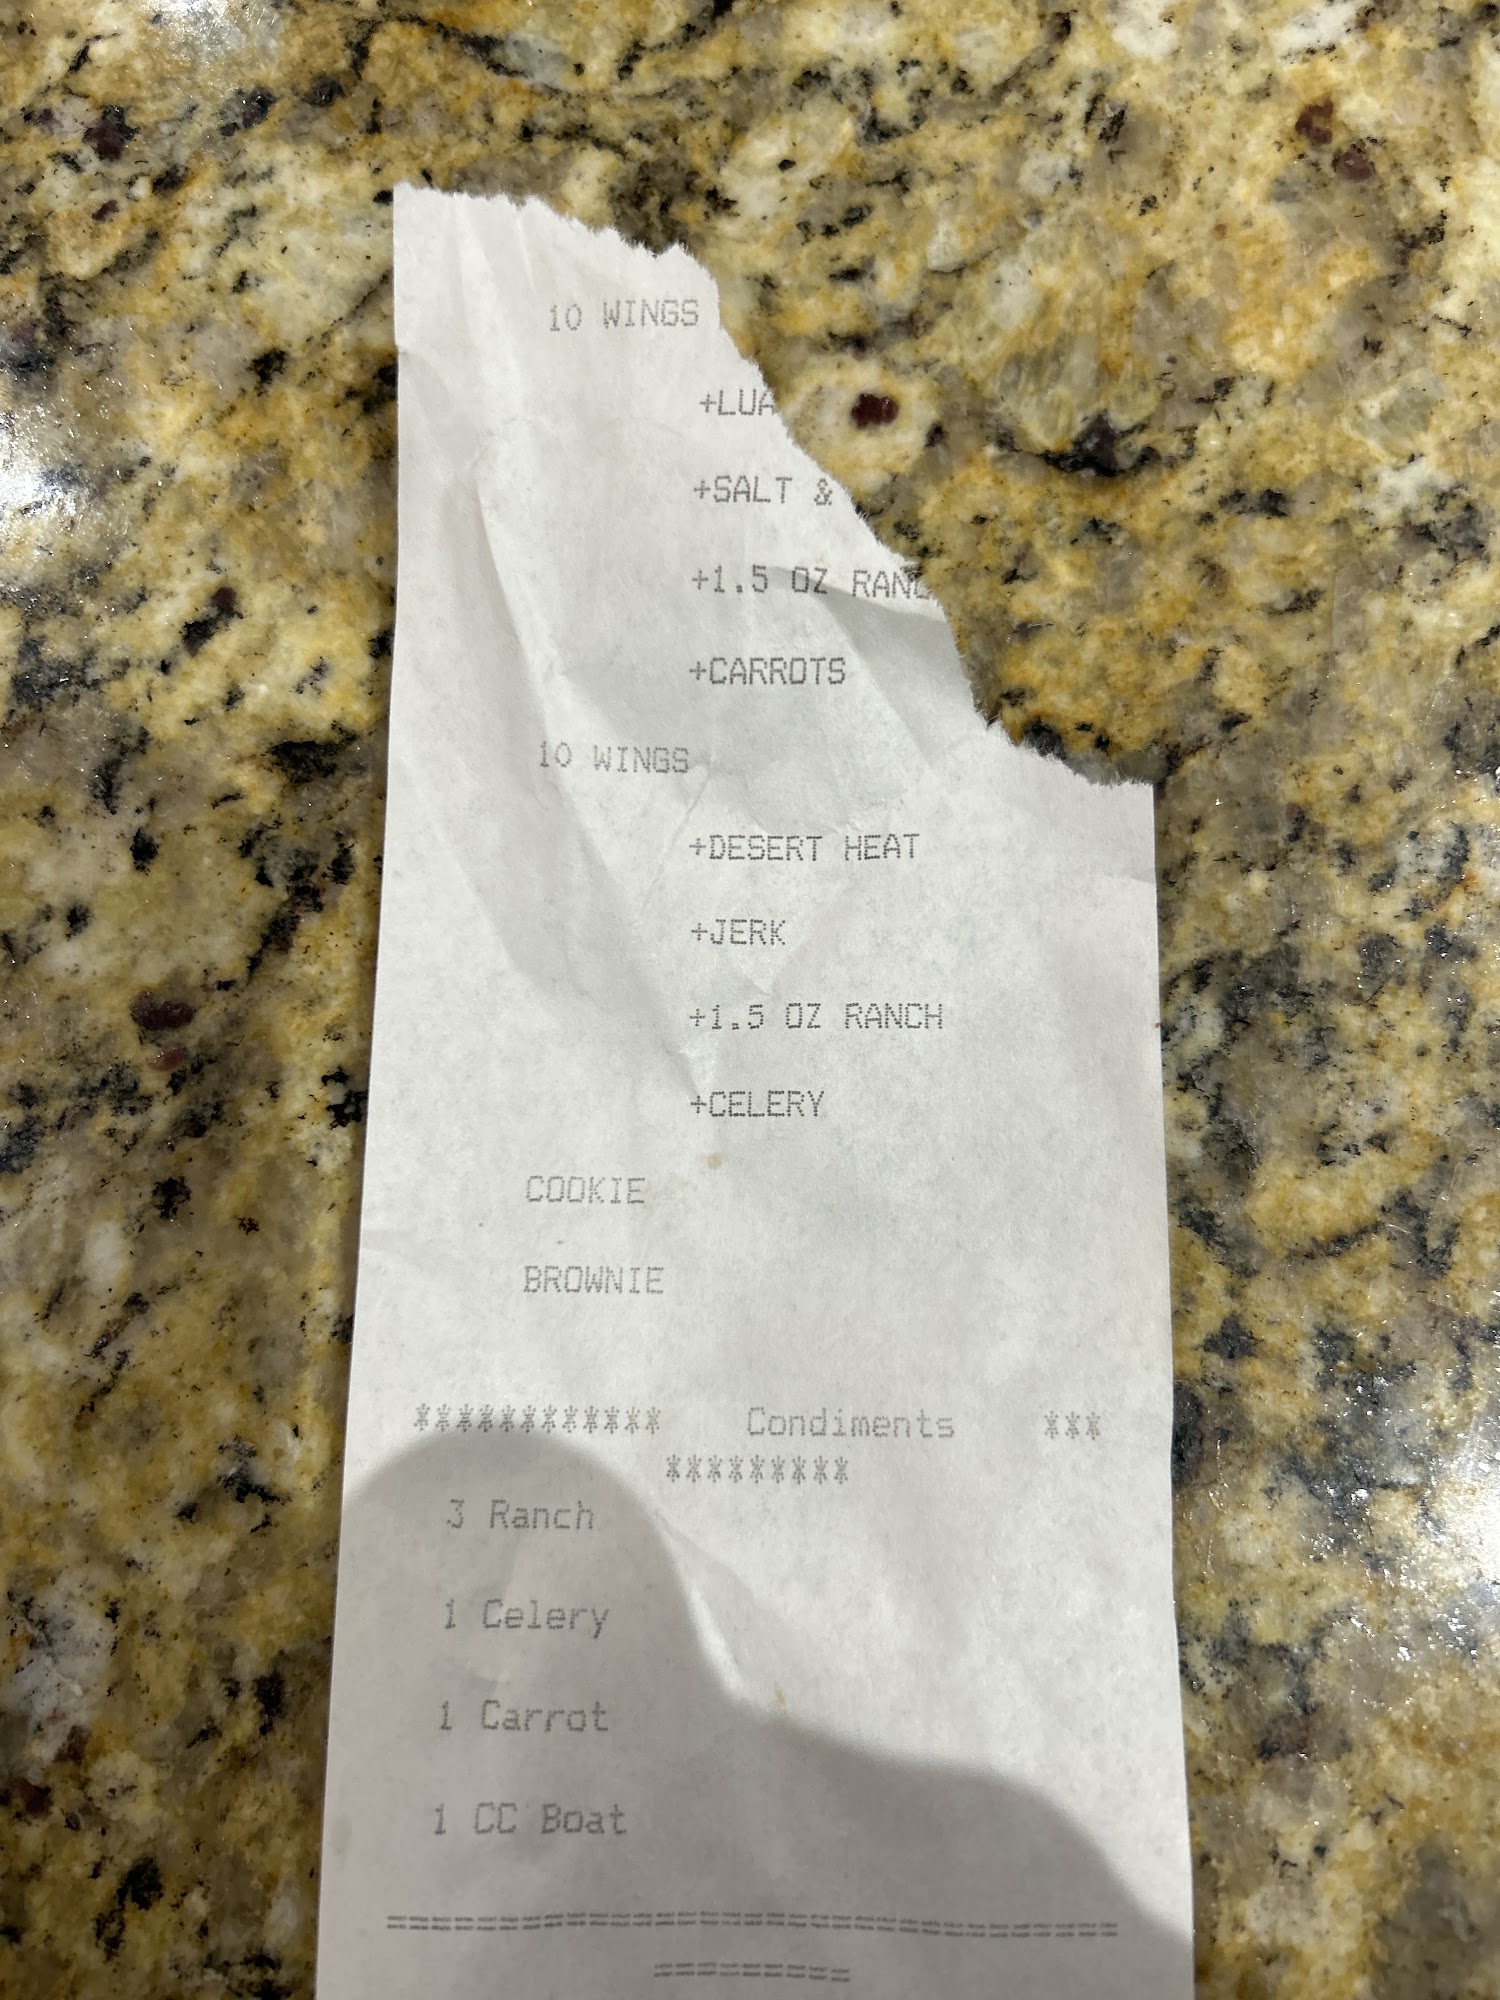 10 WINGS
+LUA
+SALT &
+1.5 OZ RANC
+CARROTS
10 WINGS
+DESERT HEAT
+JERK
+1.5 OZ RANCH
+CELERY
COOKIE
BROWNIE
************ Condiments ***
*********
3 Ranch
1 Celery
1 Carrot
1 CC Boat
==================================
=========